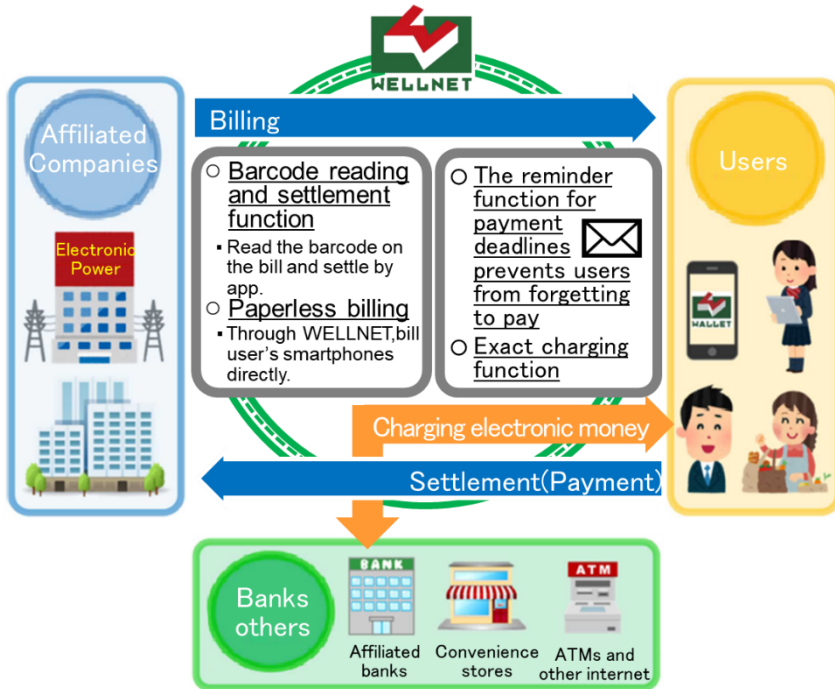 WELLNET
Billing
Affiliated
Companies
Users
○ Barcode reading
and settlement
function
▪ Read the barcode on
the bill and settle by
app.
○ Paperless billing
▪ Through WELLNET,bill
user's smartphones
directly.
○ The reminder
function for
payment
deadlines
prevents users
from forgetting
to pay
○ Exact charging
function
Electronic
Power
WALLET
Charging electronic money
Settlement(Payment)
Banks
others
BANK
Affiliated
banks
Convenience
stores
ATM
ATMs and
other internet